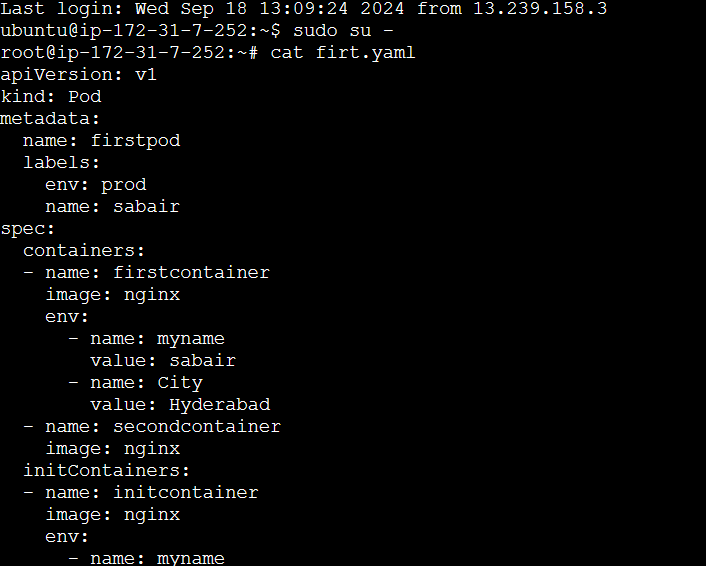 Last login: Wed Sep 18 13:09:24 2024 from 13.239.158.3
ubuntu@ip-172-31-7-252:~$ sudo su -
root@ip-172-31-7-252:~# cat firt.yaml
apiVersion: v1
kind: Pod
metadata:
  name: firstpod
  labels:
    env: prod
    name: sabair
spec:
  containers:
  - name: firstcontainer
    image: nginx
    env:
      - name: myname
        value: sabair
      - name: City
        value: Hyderabad
  - name: secondcontainer
    image: nginx
  initContainers:
  - name: initcontainer
    image: nginx
    env:
      - name: myname